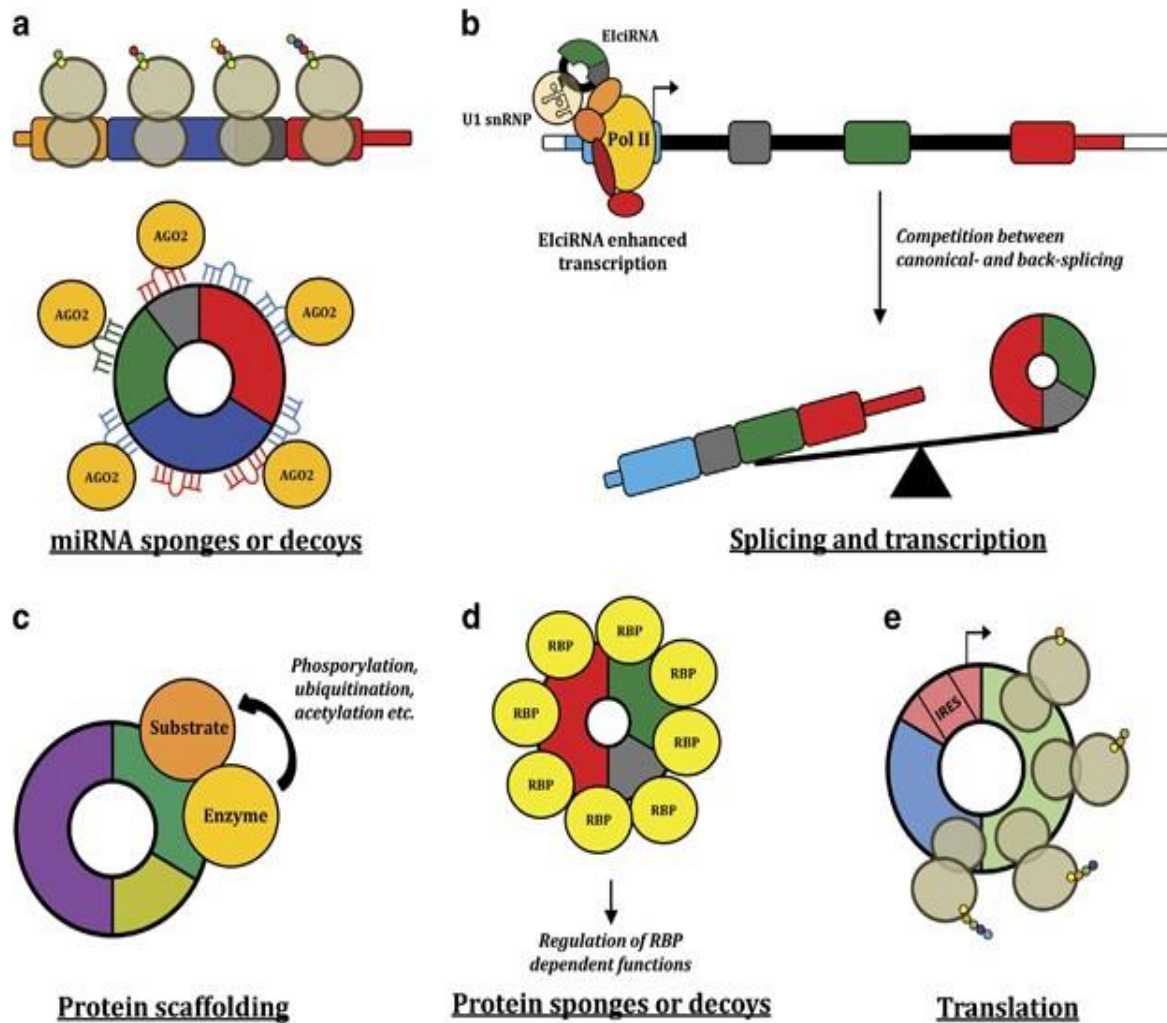 a
AGO2
AGO2
AGO2
AGO2
AGO2
miRNA sponges or decoys
b
EIciRNA
U1 snRNP
Pol II
EIciRNA enhanced
transcription
Competition between
canonical- and back-splicing
Splicing and transcription
c
Phosporylation,
ubiquitination,
acetylation etc.
Substrate
Enzyme
Protein scaffolding
d
RBP
RBP
RBP
RBP
RBP
RBP
RBP
RBP
Regulation of RBP
dependent functions
Protein sponges or decoys
e
IRES
Translation